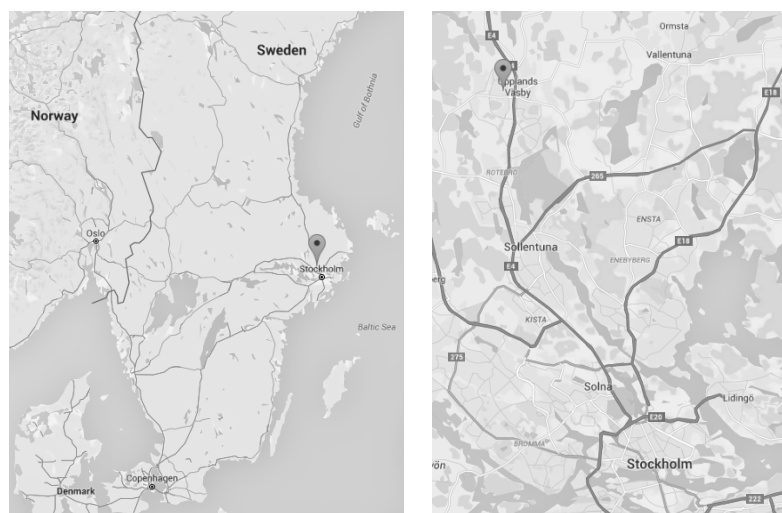 Sweden
Gulf of Bothnia
Norway
Oslo
Stockholm
Baltic Sea
Copenhagen
Denmark
E4
Ormsta
Vallentuna
Upplands
Väsby
E18
ROTEBRO
265
ENSTA
Sollentuna
E18
E4
ENEBYBERG
KISTA
275
Solna
Lidingö
E20
BROMMA
Stockholm
222